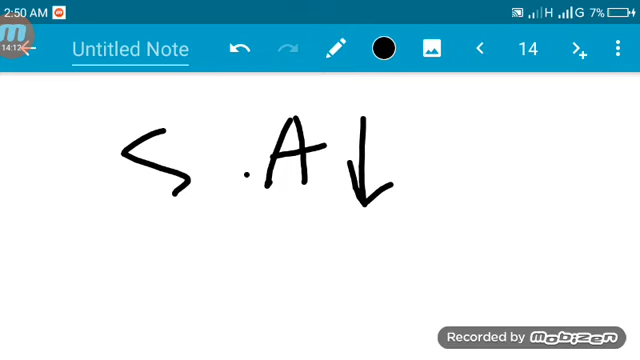 2:50 AM H G 7%
14:12
Untitled Note 14
S.A↓
Recorded by mobizen